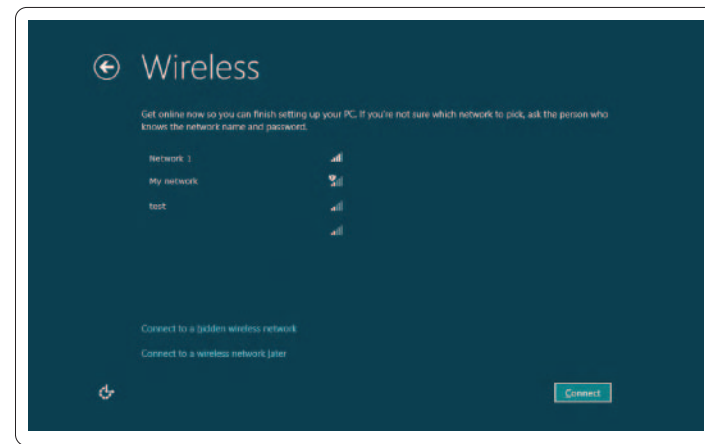 Wireless
Get online now so you can finish setting up your PC. If you're not sure which network to pick, ask the person who
knows the network name and password.
Network 1
My network
test
Connect to a hidden wireless network
Connect to a wireless network later
Connect